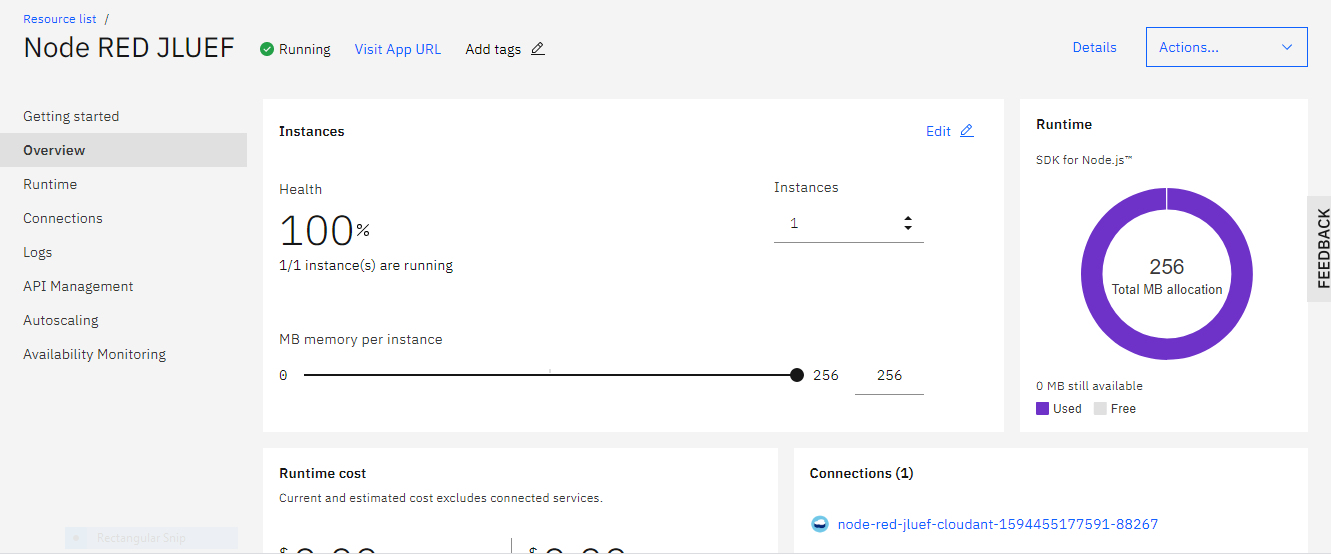 Resource list /
Node RED JLUEF
Running
Visit App URL
Add tags
Details
Actions...
Getting started
Overview
Runtime
Connections
Logs
API Management
Autoscaling
Availability Monitoring
Instances
Edit
Health
100%
1/1 instance(s) are running
Instances
1
MB memory per instance
0
256
256
Runtime
SDK for Node.js™
256
Total MB allocation
0 MB still available
Used
Free
FEEDBACK
Runtime cost
Current and estimated cost excludes connected services.
Connections (1)
node-red-jluef-cloudant-1594455177591-88267
Rectangular Snip